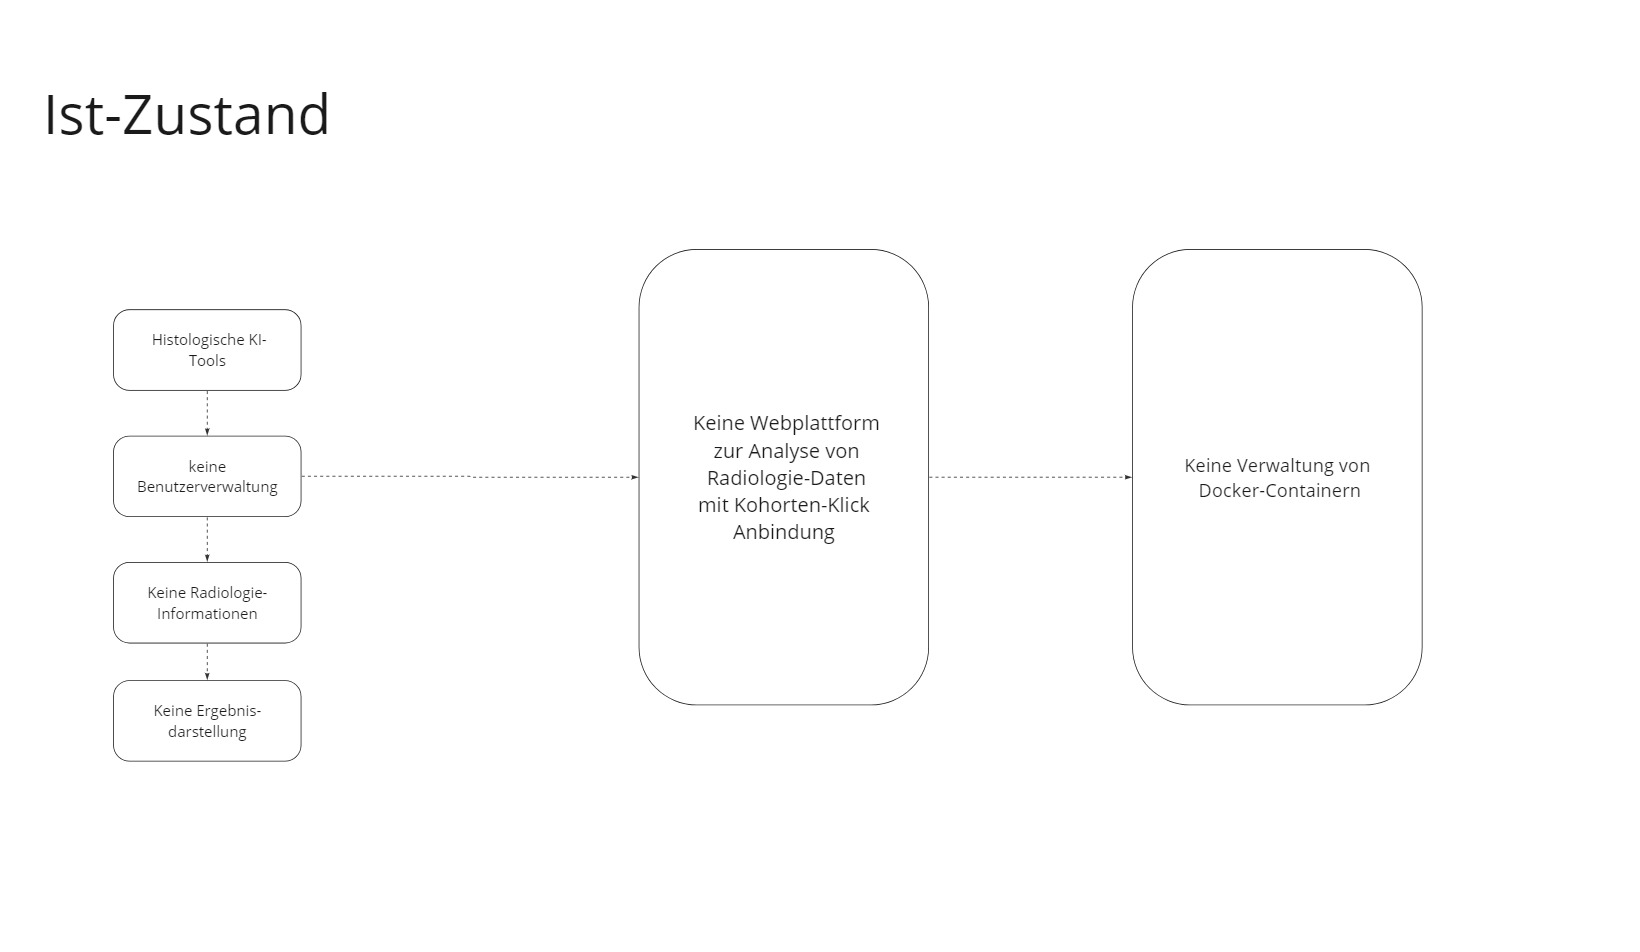 Ist-Zustand
Histologische KI-
Tools
keine
Benutzerverwaltung
Keine Radiologie-
Informationen
Keine Ergebnis-
darstellung
Keine Webplattform
zur Analyse von
Radiologie-Daten
mit Kohorten-Klick
Anbindung
Keine Verwaltung von
Docker-Containern